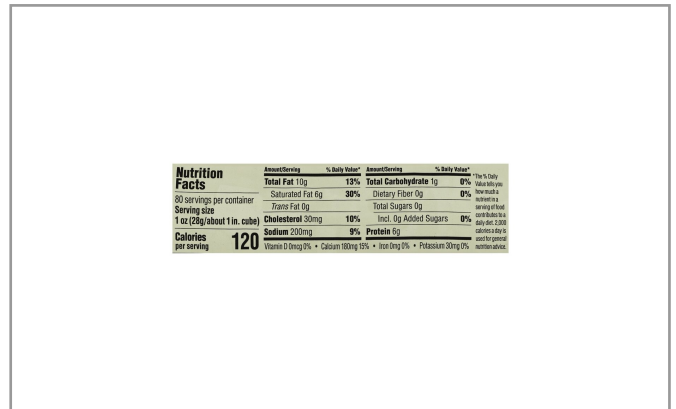 Nutrition
Facts
80 servings per container
Serving size
1 oz (28g/about 1 in. cube)
Calories
per serving
120
Amount/Serving % Daily Value*
Total Fat 10g 13%
Saturated Fat 6g 30%
Trans Fat 0g
Cholesterol 30mg 10%
Sodium 200mg 9%
Amount/Serving % Daily Value*
Total Carbohydrate 1g 0%
Dietary Fiber 0g 0%
Total Sugars 0g
Incl. 0g Added Sugars 0%
Protein 6g
Vitamin D 0mcg 0% • Calcium 180mg 15% • Iron 0mg 0% • Potassium 30mg 0%
*The % Daily
Value tells you
how much a
nutrient in a
serving of food
contributes to a
daily diet. 2,000
calories a day is
used for general
nutrition advice.